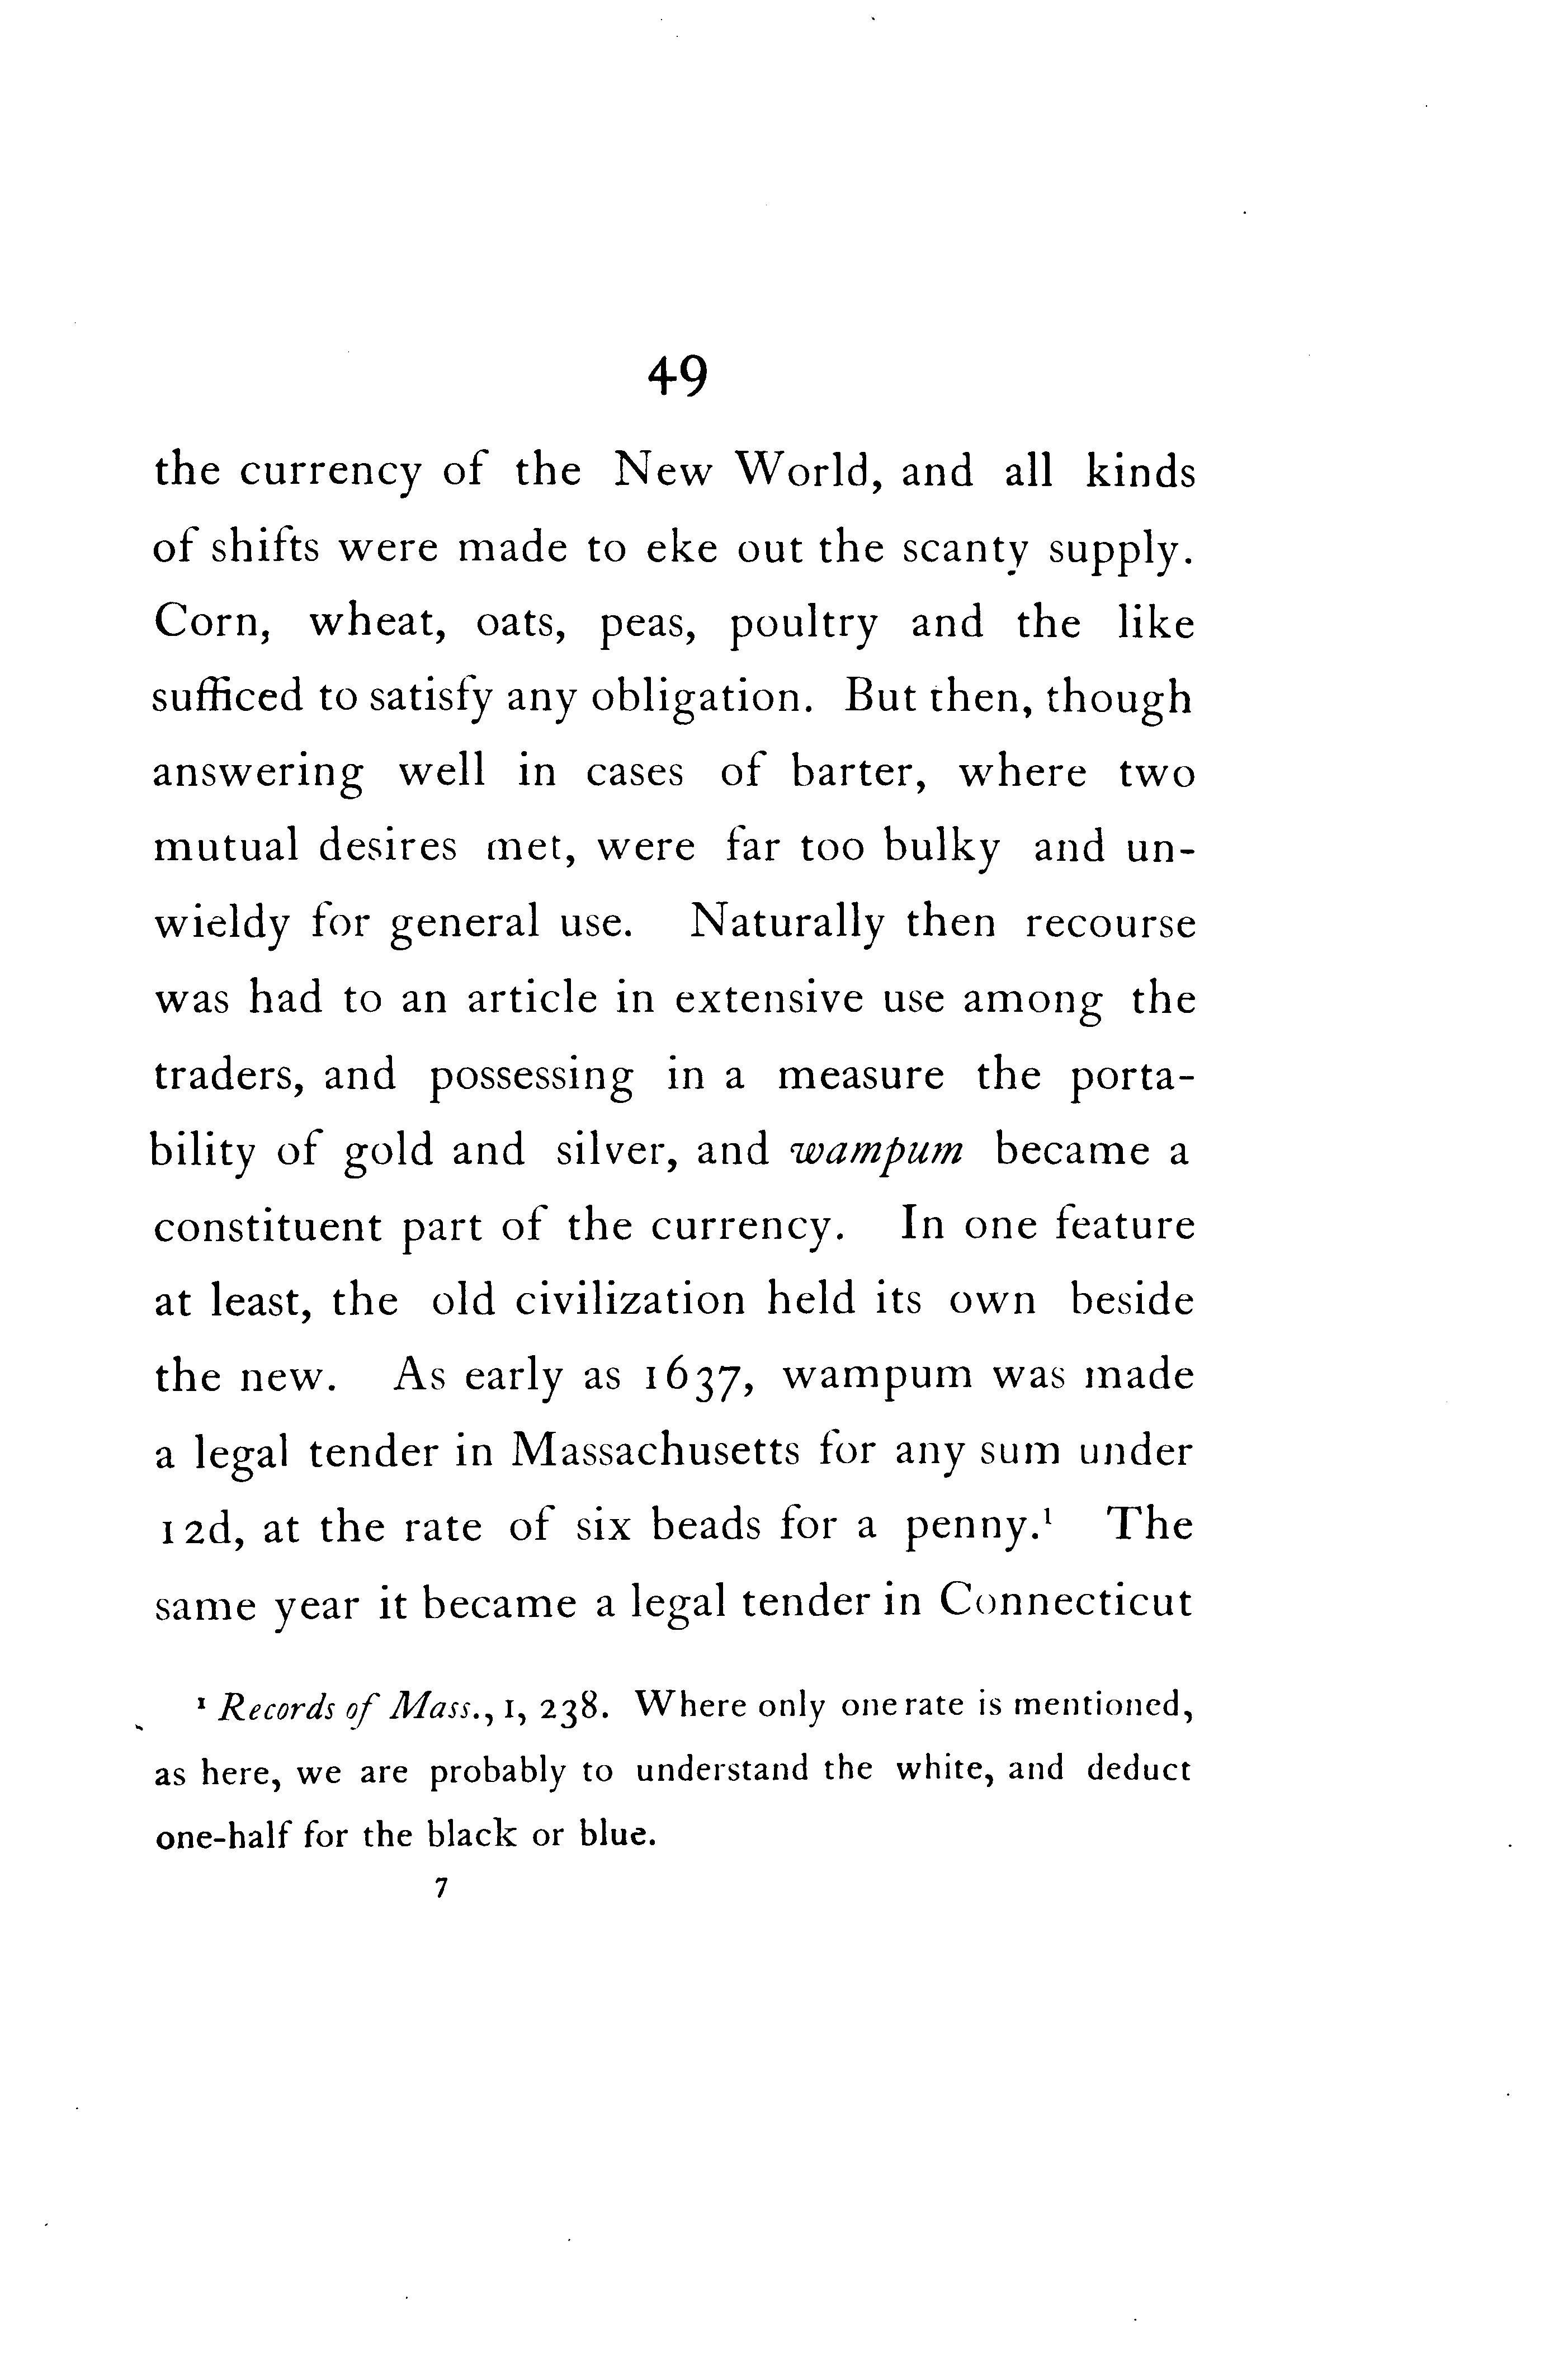 49
the currency of the New World, and all kinds
of shifts were made to eke out the scanty supply.
Corn, wheat, oats, peas, poultry and the like
sufficed to satisfy any obligation. But then, though
answering well in cases of barter, where two
mutual desires met, were far too bulky and un-
wieldy for general use. Naturally then recourse
was had to an article in extensive use among the
traders, and possessing in a measure the porta-
bility of gold and silver, and wampum became a
constituent part of the currency. In one feature
at least, the old civilization held its own beside
the new. As early as 1637, wampum was made
a legal tender in Massachusetts for any sum under
12d, at the rate of six beads for a penny.¹ The
same year it became a legal tender in Connecticut
¹ Records of Mass., I, 238. Where only one rate is mentioned,
as here, we are probably to understand the white, and deduct
one-half for the black or blue.
7